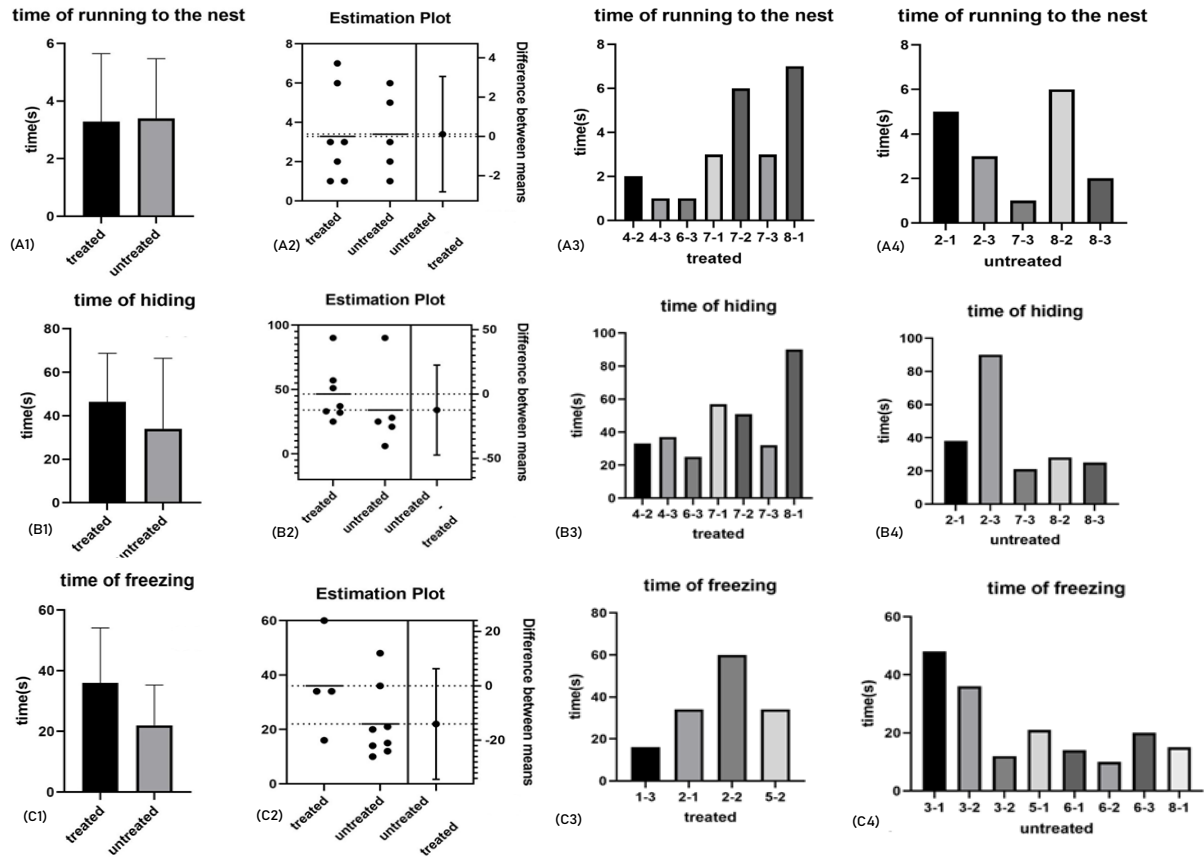 time of running to the nest
time(s)
6
4
2
0
treated
untreated
(A1)
Estimation Plot
8
6
4
2
0
4
2
0
-2
Difference between means
treated
untreated
untreated
treated
(A2)
time of running to the nest
time(s)
8
6
4
2
0
4-2 4-3 6-3 7-1 7-2 7-3 8-1
treated
(A3)
time of running to the nest
time(s)
8
6
4
2
0
2-1 2-3 7-3 8-2 8-3
untreated
(A4)
time of hiding
time(s)
80
60
40
20
0
treated
untreated
(B1)
Estimation Plot
100
50
0
50
0
-50
Difference between means
treated
untreated
untreated
-
treated
(B2)
time of hiding
time(s)
100
80
60
40
20
0
4-2 4-3 6-3 7-1 7-2 7-3 8-1
treated
(B3)
time of hiding
time(s)
100
80
60
40
20
0
2-1 2-3 7-3 8-2 8-3
untreated
(B4)
time of freezing
time(s)
60
40
20
0
treated
untreated
(C1)
Estimation Plot
60
40
20
0
20
0
-20
Difference between means
treated
untreated
untreated
treated
(C2)
time of freezing
time(s)
80
60
40
20
0
1-3 2-1 2-2 5-2
treated
(C3)
time of freezing
time(s)
60
40
20
0
3-1 3-2 3-2 5-1 6-1 6-2 6-3 8-1
untreated
(C4)